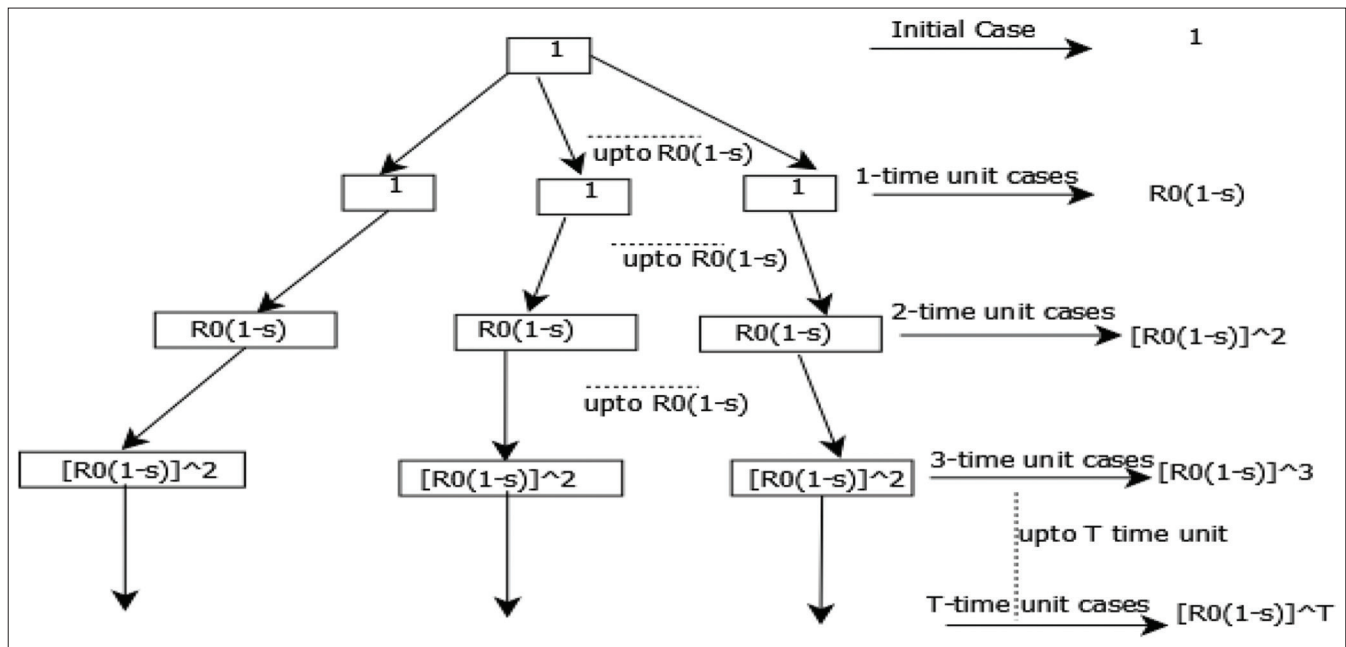 1
Initial Case
1
upto R0(1-s)
1
1
1
1-time unit cases
R0(1-s)
upto R0(1-s)
R0(1-s)
R0(1-s)
R0(1-s)
2-time unit cases
[R0(1-s)]^2
upto R0(1-s)
[R0(1-s)]^2
[R0(1-s)]^2
[R0(1-s)]^2
3-time unit cases
[R0(1-s)]^3
upto T time unit
T-time unit cases
[R0(1-s)]^T